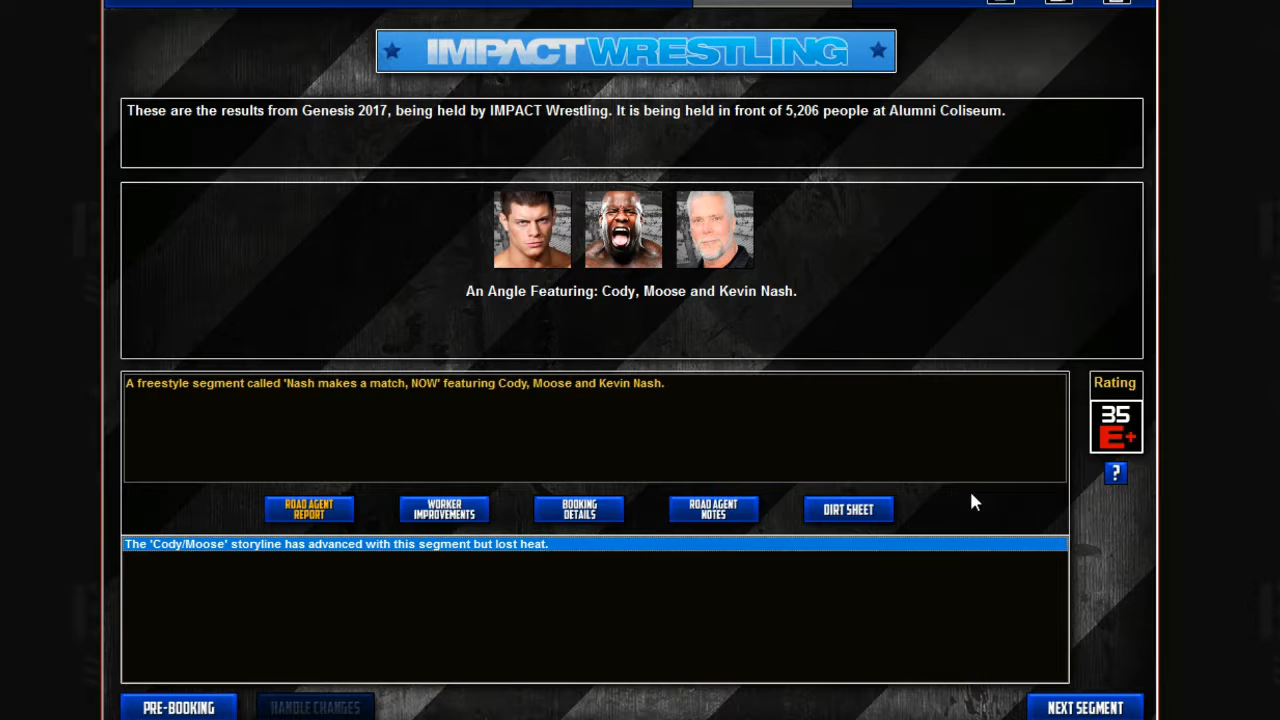 IMPACT WRESTLING
These are the results from Genesis 2017, being held by IMPACT Wrestling. It is being held in front of 5,206 people at Alumni Coliseum.
An Angle Featuring: Cody, Moose and Kevin Nash.
A freestyle segment called 'Nash makes a match, NOW' featuring Cody, Moose and Kevin Nash.
Rating
35
E+
?
ROAD AGENT
REPORT
WORKER
IMPROVEMENTS
BOOKING
DETAILS
ROAD AGENT
NOTES
DIRT SHEET
The 'Cody/Moose' storyline has advanced with this segment but lost heat.
PRE-BOOKING
HANDLE CHANGES
NEXT SEGMENT